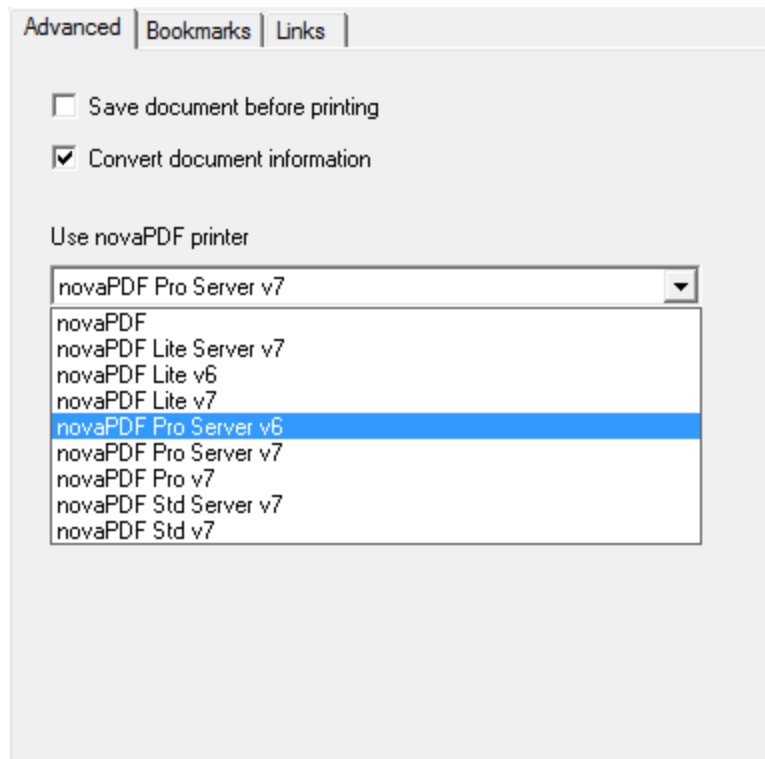 Advanced Bookmarks Links
Save document before printing
Convert document information
Use novaPDF printer
novaPDF Pro Server v7
novaPDF
novaPDF Lite Server v7
novaPDF Lite v6
novaPDF Lite v7
novaPDF Pro Server v6
novaPDF Pro Server v7
novaPDF Pro v7
novaPDF Std Server v7
novaPDF Std v7